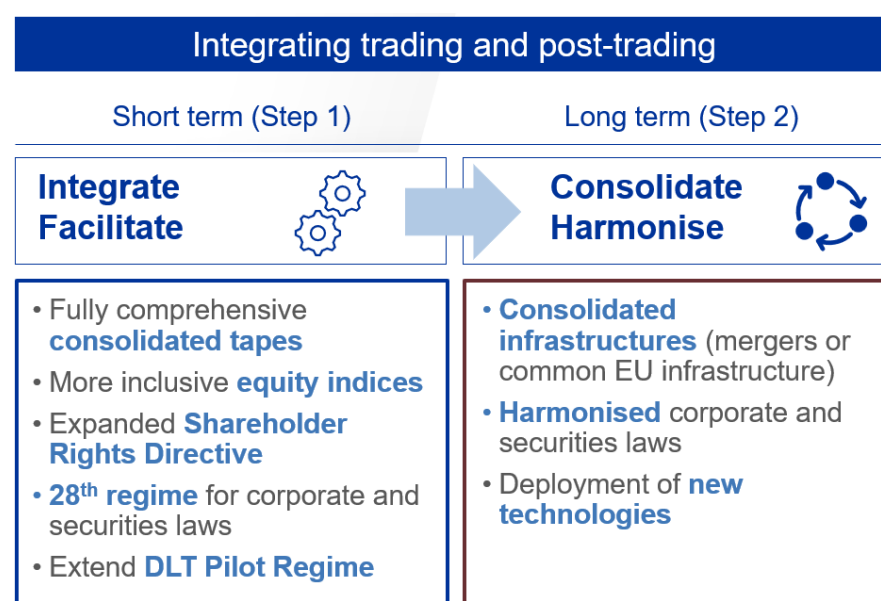 Integrating trading and post-trading
Short term (Step 1)
Long term (Step 2)
Integrate
Facilitate
Consolidate
Harmonise
• Fully comprehensive
consolidated tapes
• More inclusive equity indices
• Expanded Shareholder
Rights Directive
• 28th regime for corporate and
securities laws
• Extend DLT Pilot Regime
• Consolidated
infrastructures (mergers or
common EU infrastructure)
• Harmonised corporate and
securities laws
• Deployment of new
technologies